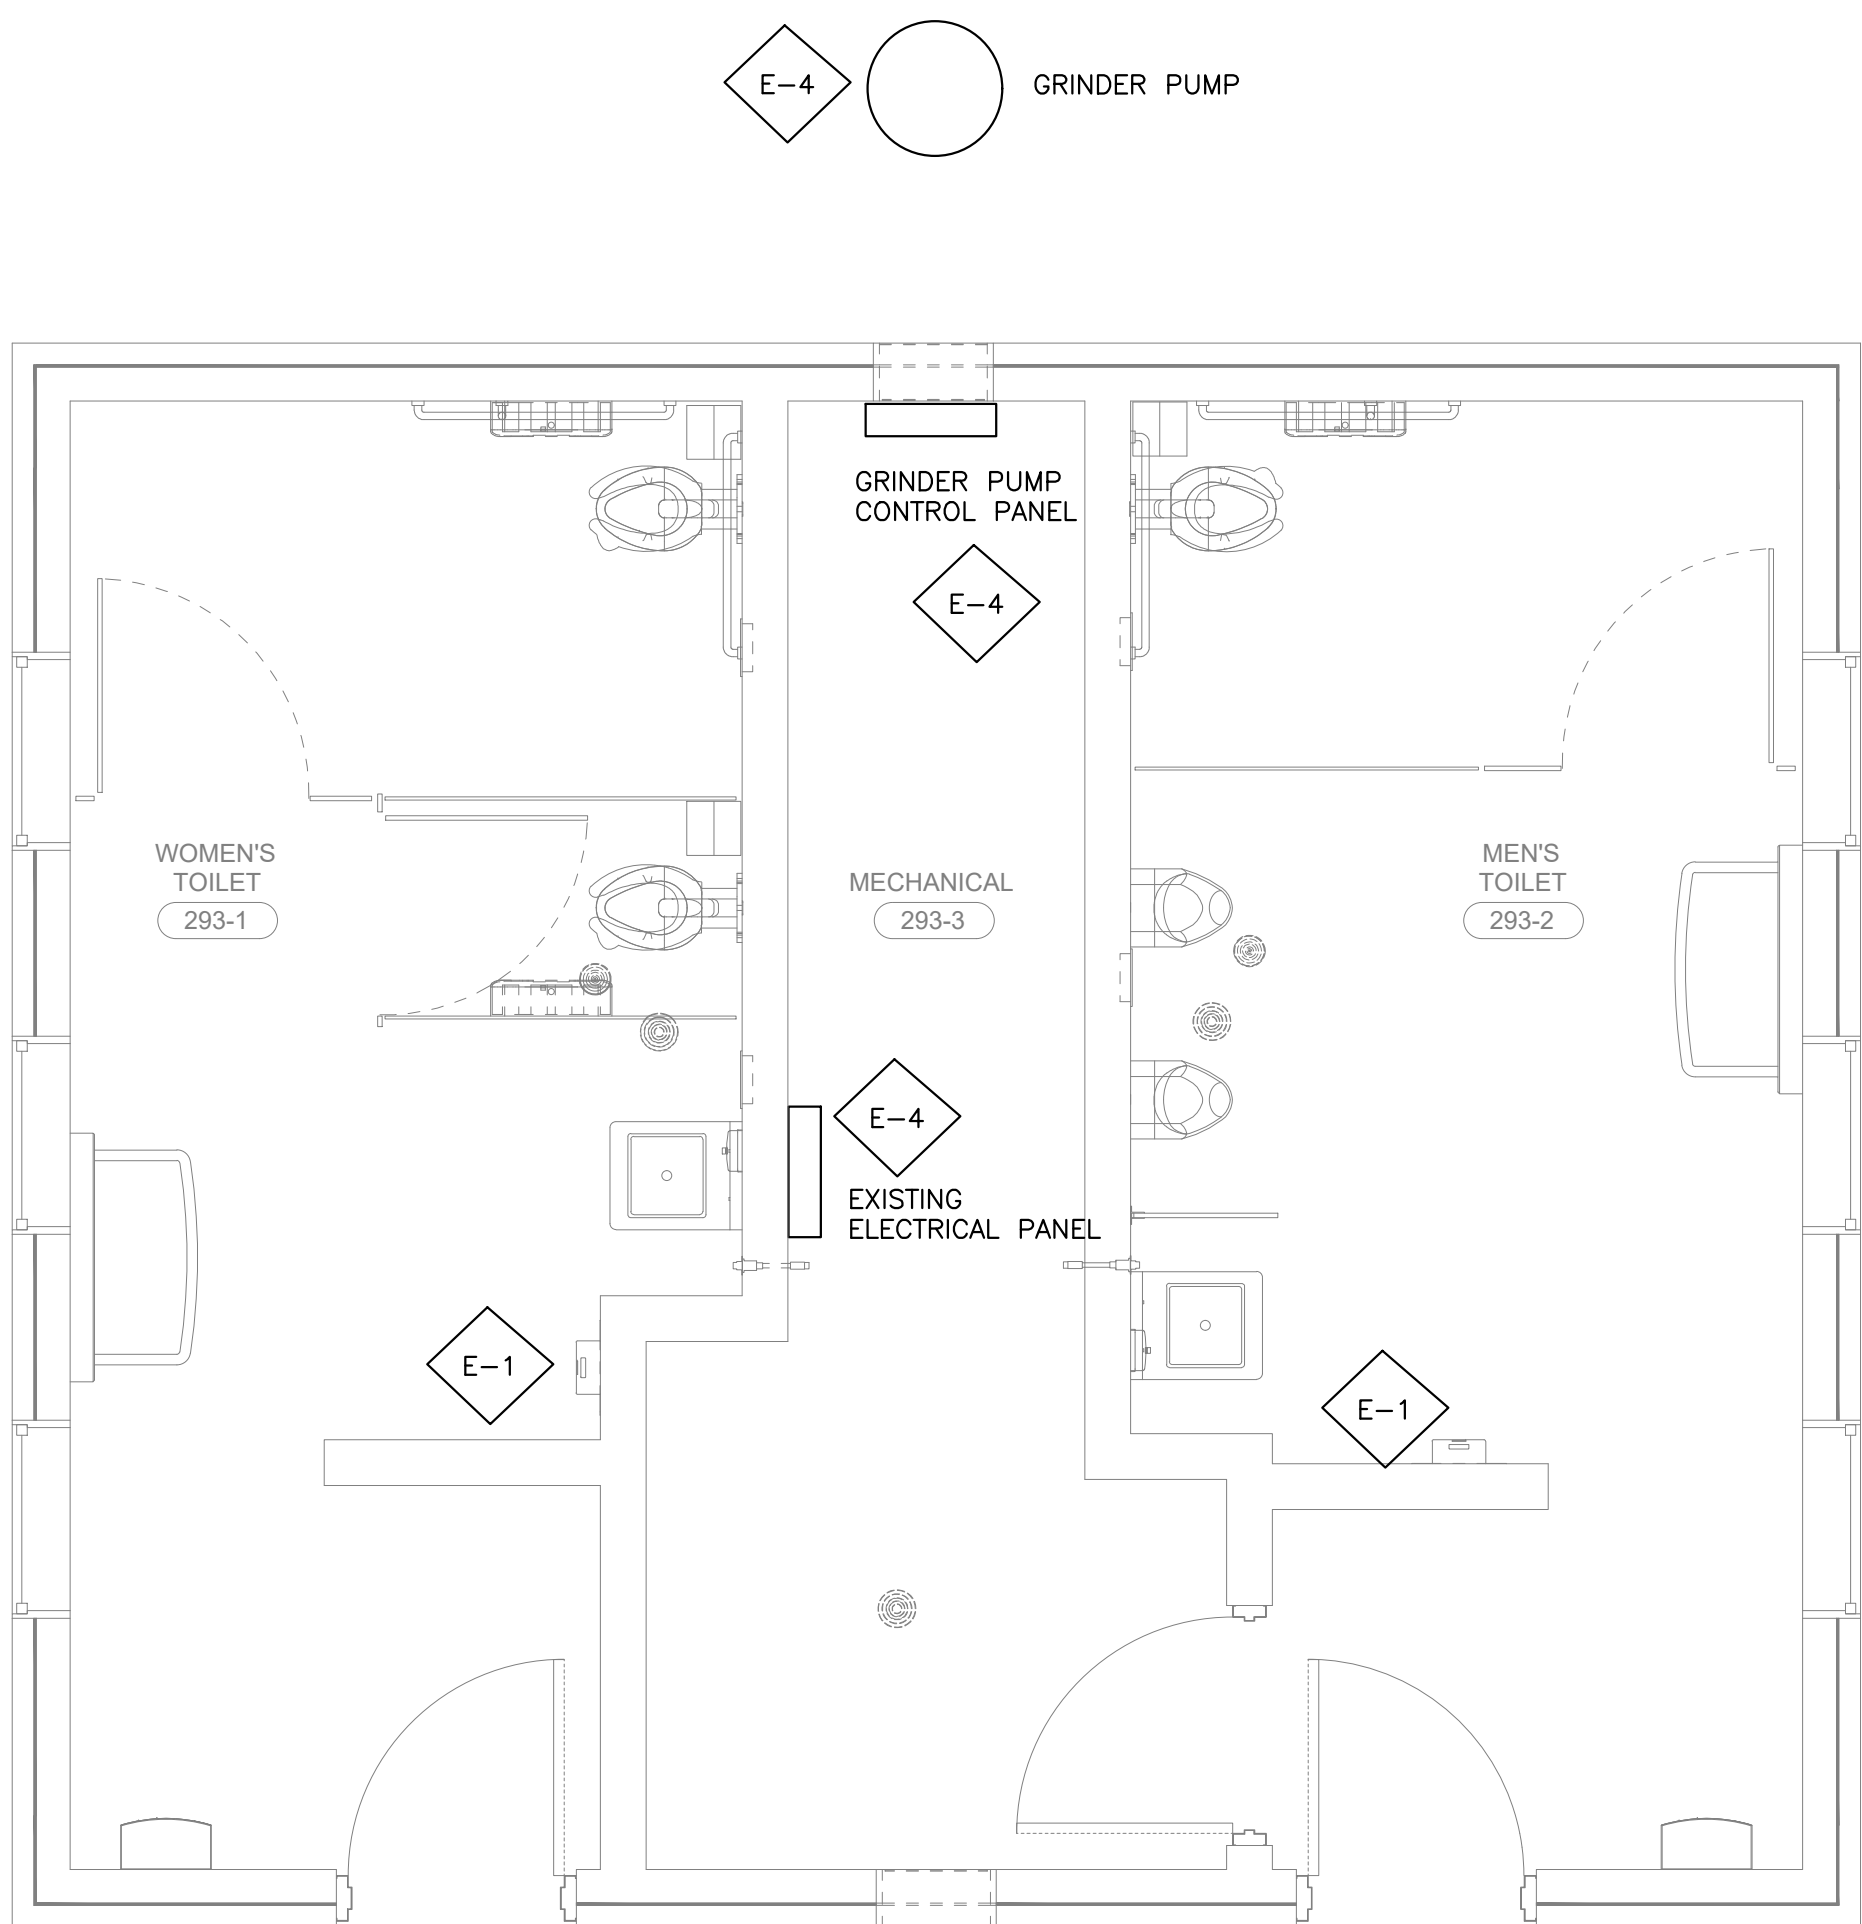 E-4
GRINDER PUMP
GRINDER PUMP
CONTROL PANEL
E-4
WOMEN'S
TOILET
293-1
MECHANICAL
293-3
MEN'S
TOILET
293-2
E-4
EXISTING
ELECTRICAL PANEL
E-1
E-1